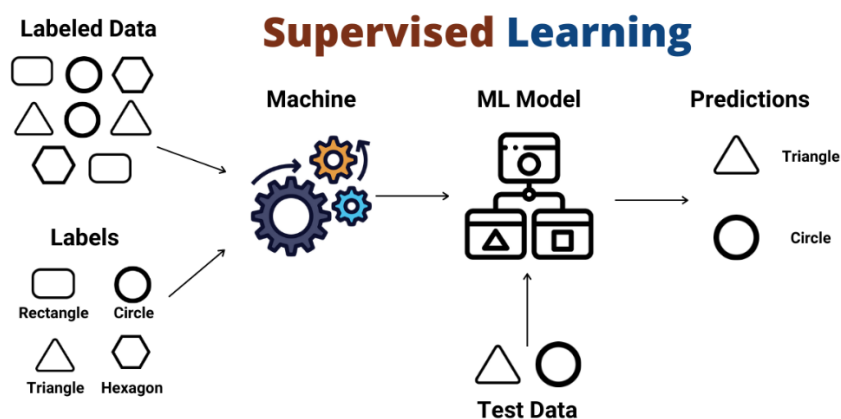 Labeled Data
Supervised Learning
Machine
ML Model
Predictions
Triangle
Circle
Labels
Rectangle
Circle
Triangle
Hexagon
Test Data